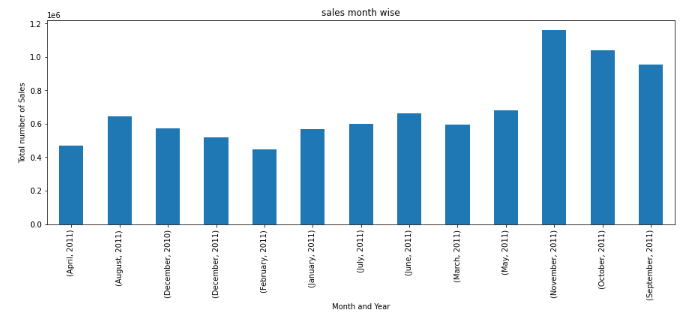 sales month wise
1e6
1.2
1.0
0.8
0.6
0.4
0.2
0.0
Total number of Sales
(April, 2011)
(August, 2011)
(December, 2010)
(December, 2011)
(February, 2011)
(January, 2011)
(July, 2011)
(June, 2011)
(March, 2011)
(May, 2011)
(November, 2011)
(October, 2011)
(September, 2011)
Month and Year